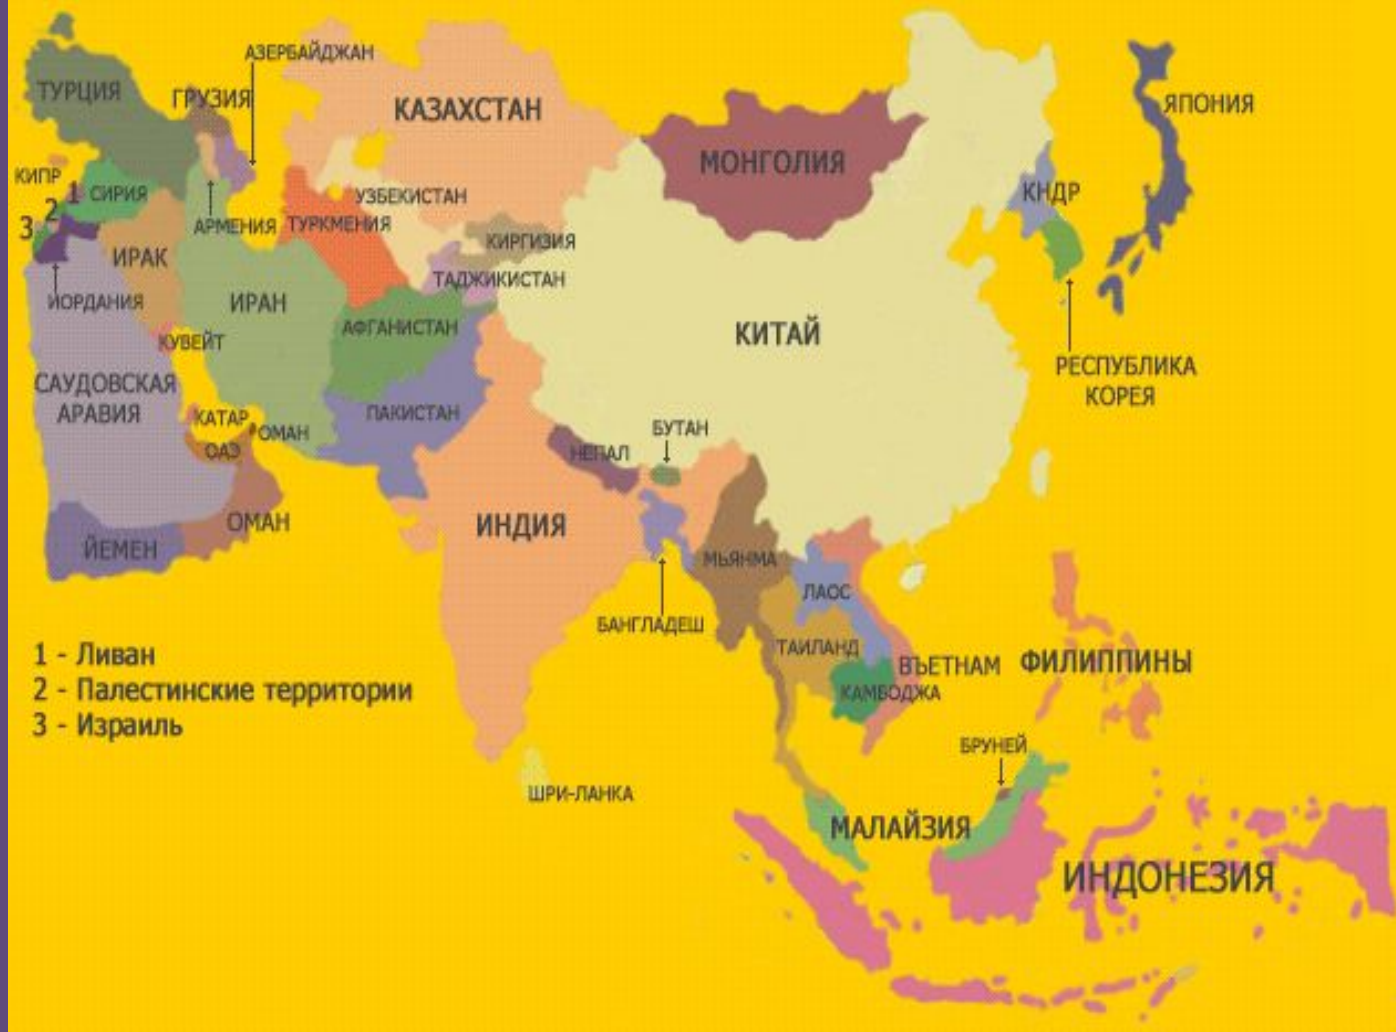 АЗЕРБАЙДЖАН
ТУРЦИЯ
ГРУЗИЯ
КАЗАХСТАН
ЯПОНИЯ
МОНГОЛИЯ
КИПР
1
СИРИЯ
УЗБЕКИСТАН
КНДР
2
3
АРМЕНИЯ
ТУРКМЕНИЯ
КИРГИЗИЯ
ИРАК
ТАДЖИКИСТАН
ИОРДАНИЯ
ИРАН
АФГАНИСТАН
КИТАЙ
КУВЕЙТ
РЕСПУБЛИКА
КОРЕЯ
САУДОВСКАЯ
АРАВИЯ
КАТАР
ПАКИСТАН
ОМАН
БУТАН
ОАЭ
НЕПАЛ
ОМАН
ИНДИЯ
ЙЕМЕН
МЬЯНМА
ЛАОС
БАНГЛАДЕШ
ТАИЛАНД
ВЪЕТНАМ
ФИЛИППИНЫ
КАМБОДЖА
1 - Ливан
2 - Палестинские территории
3 - Израиль
БРУНЕЙ
ШРИ-ЛАНКА
МАЛАЙЗИЯ
ИНДОНЕЗИЯ